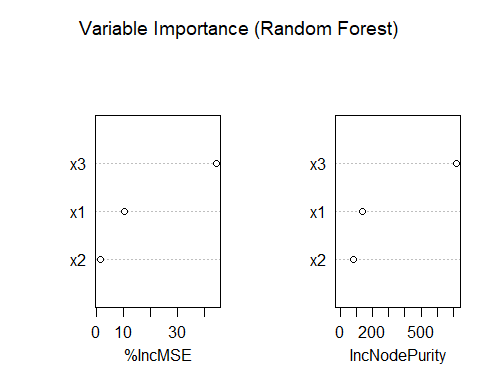 Variable Importance (Random Forest)
x3
x1
x2
0 10 30
%IncMSE
x3
x1
x2
0 200 500
IncNodePurity